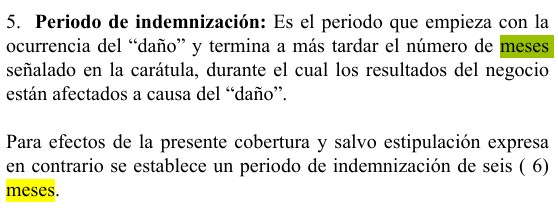 5. Periodo de indemnización: Es el periodo que empieza con la
ocurrencia del “daño” y termina a más tardar el número de meses
señalado en la carátula, durante el cual los resultados del negocio
están afectados a causa del “daño”.
Para efectos de la presente cobertura y salvo estipulación expresa
en contrario se establece un periodo de indemnización de seis ( 6)
meses.